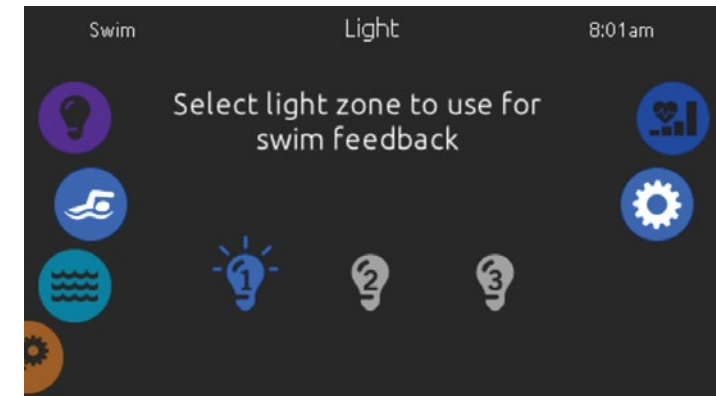 Swim
Light
8:01am
Select light zone to use for
swim feedback
1
2
3